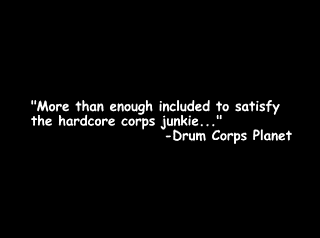 "More than enough included to satisfy
the hardcore corps junkie..."
-Drum Corps Planet